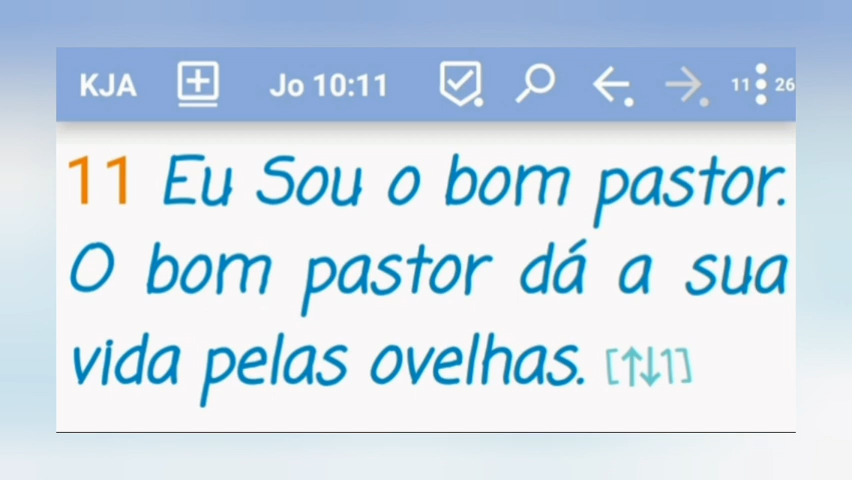 KJA Jo 10:11 11 26
11 Eu Sou o bom pastor.
O bom pastor dá a sua
vida pelas ovelhas. [↑↓1]